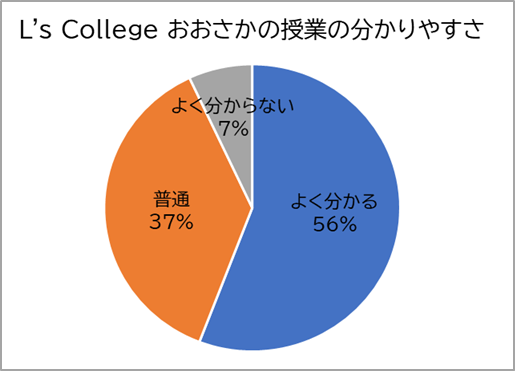 L's College おおさかの授業の分かりやすさ
よく分からない
7%
普通
37%
よく分かる
56%